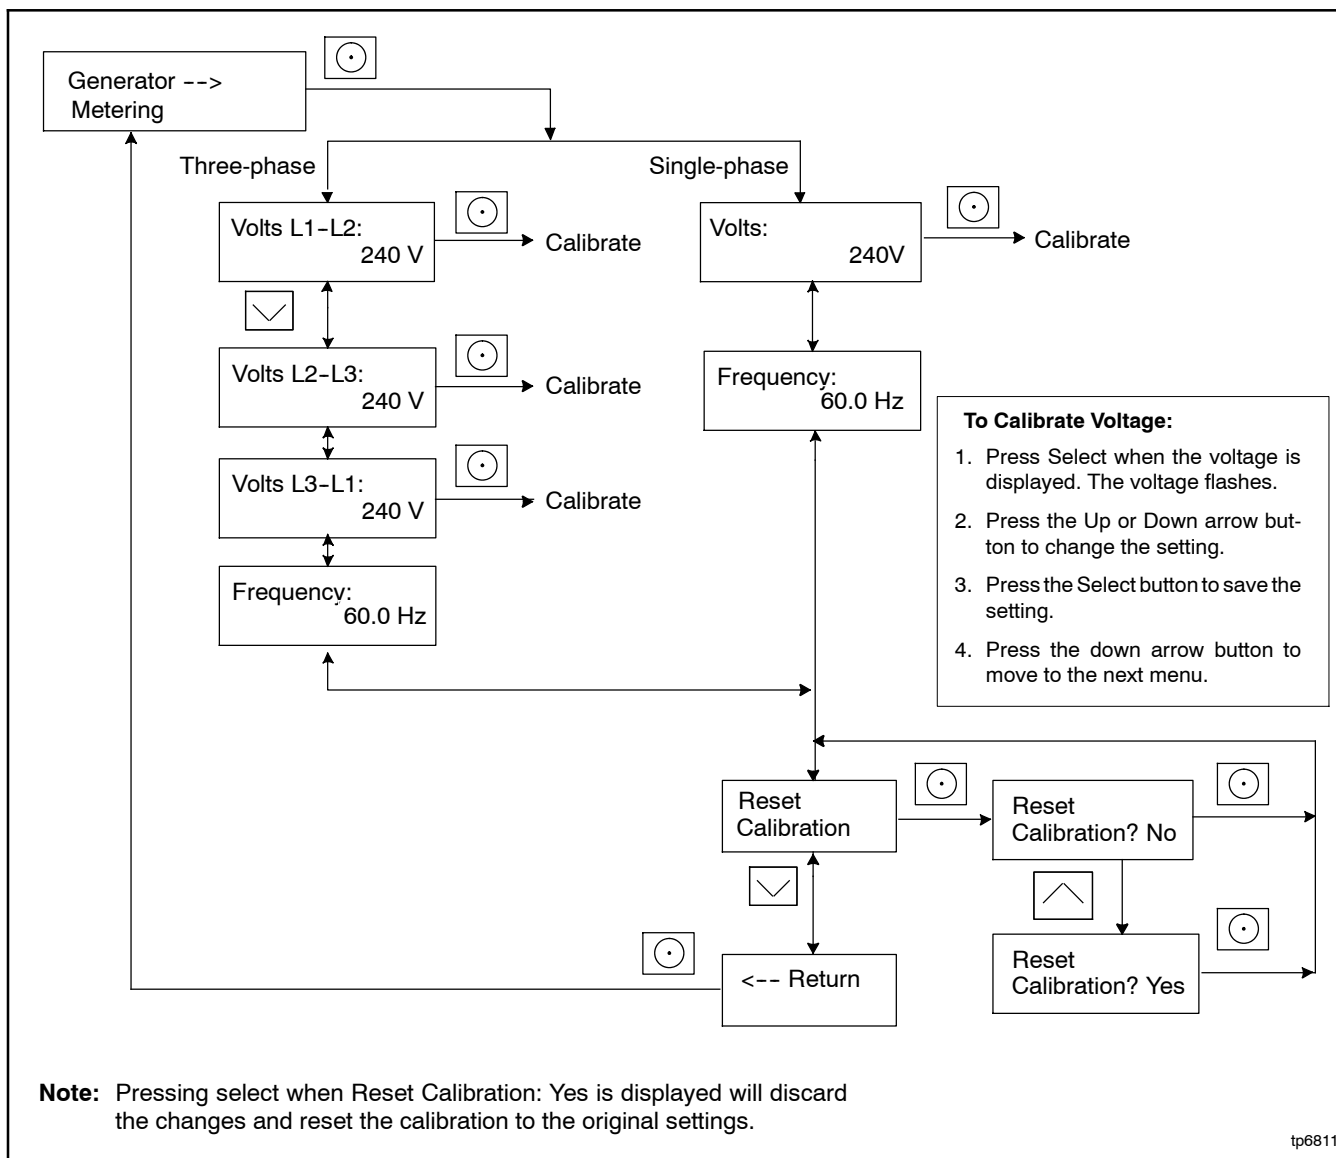 Generator -->
Metering
Three-phase
Single-phase
Volts L1-L2:
240 V
Calibrate
Volts:
240V
Calibrate
Volts L2-L3:
240 V
Calibrate
Frequency:
60.0 Hz
Volts L3-L1:
240 V
Calibrate
Frequency:
60.0 Hz
To Calibrate Voltage:
1. Press Select when the voltage is
displayed. The voltage flashes.
2. Press the Up or Down arrow but-
ton to change the setting.
3. Press the Select button to save the
setting.
4. Press the down arrow button to
move to the next menu.
Reset
Calibration
Reset
Calibration? No
Reset
Calibration? Yes
<-- Return
Note: Pressing select when Reset Calibration: Yes is displayed will discard
the changes and reset the calibration to the original settings.
tp6811